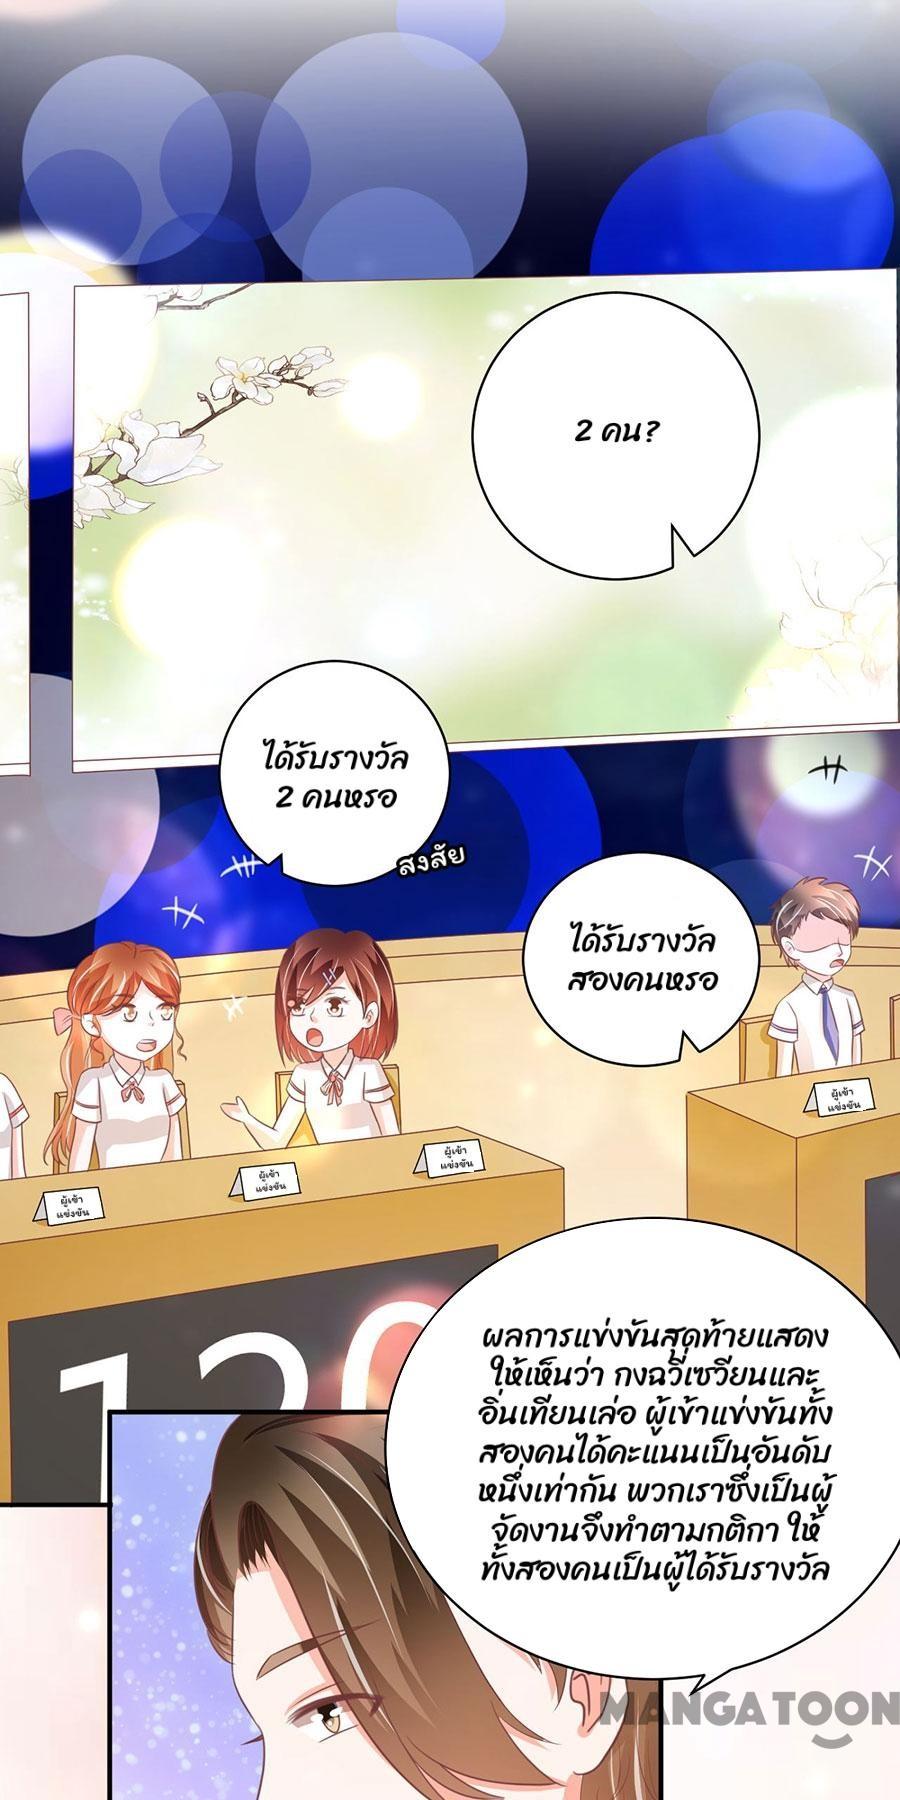 2 คน?
ได้รับรางวัล
2 คนหรอ
สงสัย
ได้รับรางวัล
สองคนหรอ
ผู้เข้า
แข่งขัน
ผู้เข้า
แข่งขัน
ผู้เข้า
แข่งขัน
ผู้เข้า
แข่งขัน
120
ผลการแข่งขันสุดท้ายแสดง
ให้เห็นว่า กงฉวี่เซวียนและ
อิ่นเทียนเล่อ ผู้เข้าแข่งขันทั้ง
สองคนได้คะแนนเป็นอันดับ
หนึ่งเท่ากัน พวกเราซึ่งเป็นผู้
จัดงานจึงทำตามกติกา ให้
ทั้งสองคนเป็นผู้ได้รับรางวัล
MANGATOON